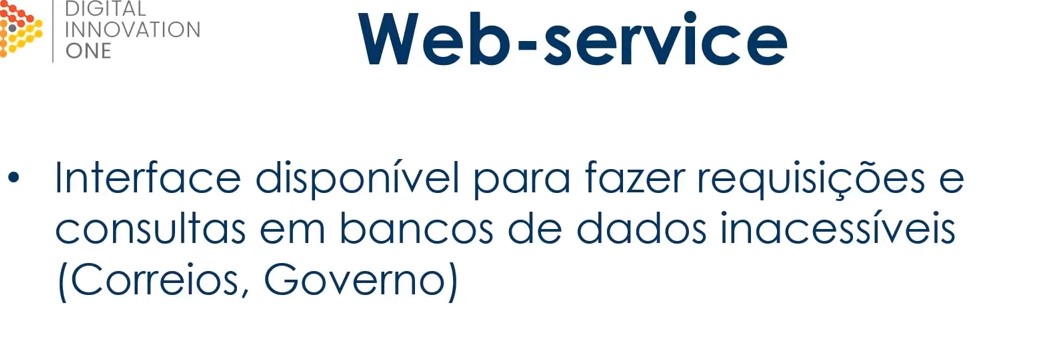 DIGITAL
INNOVATION
ONE
Web-service
• Interface disponível para fazer requisições e
consultas em bancos de dados inacessíveis
(Correios, Governo)